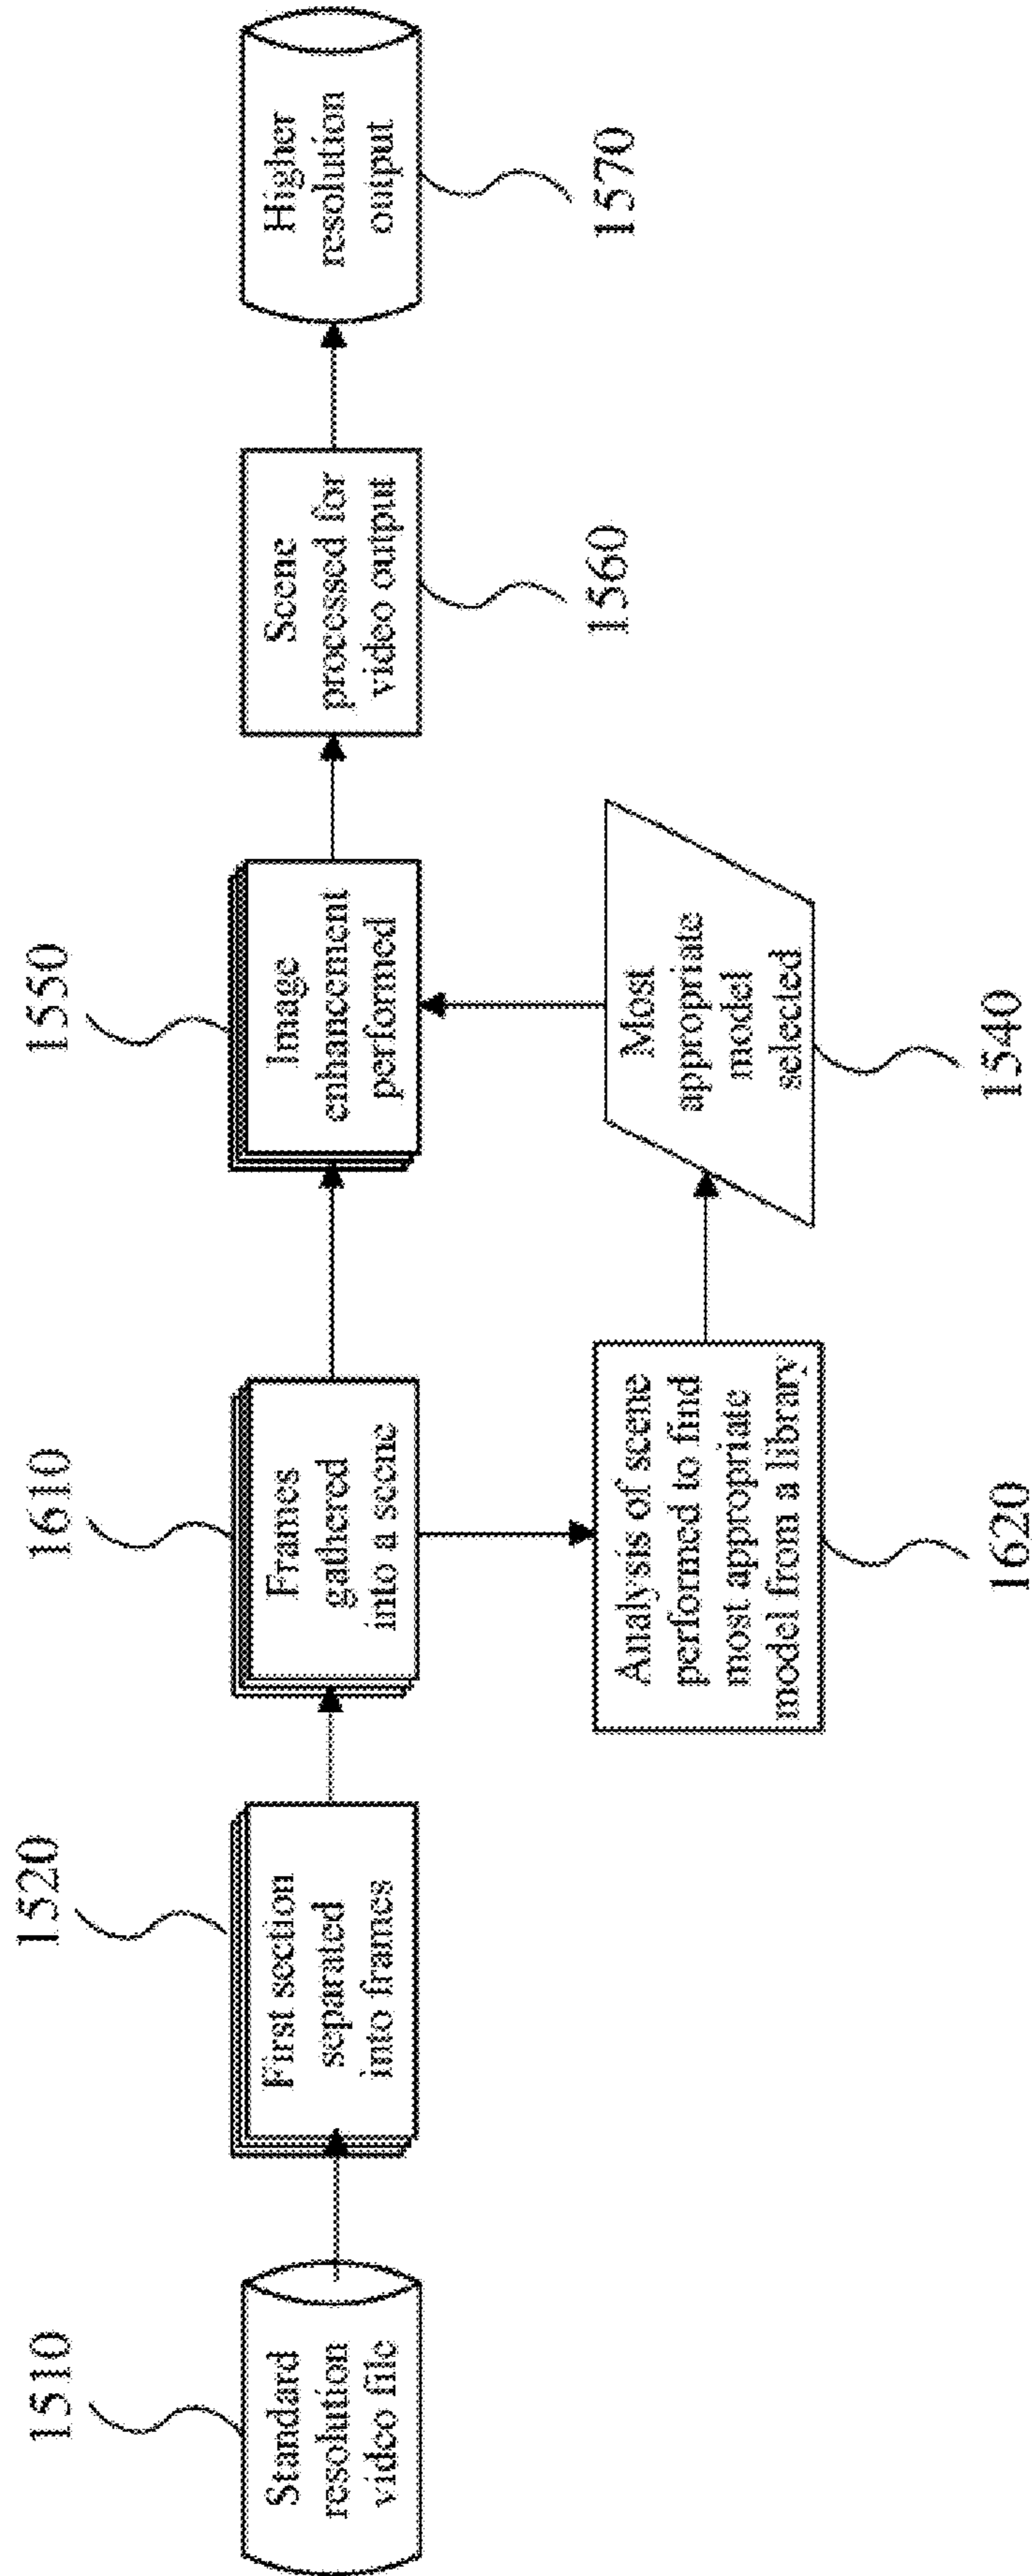 1510
Standard
resolution
video file
1520
First section
separated
into frames
1610
Frames
gathered
into a scene
1620
Analysis of scene
performed to find
most appropriate
model from a library
1540
Most
appropriate
model
selected
1550
Image
enhancement
performed
1560
Scene
processed for
video output
1570
Higher
resolution
output